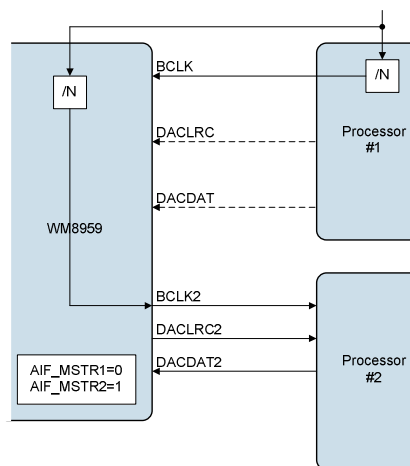 BCLK
/N
/N
DACLRC
Processor
#1
DACDAT
WM8959
BCLK2
DACLRC2
DACDAT2
Processor
#2
AIF_MSTR1=0
AIF_MSTR2=1